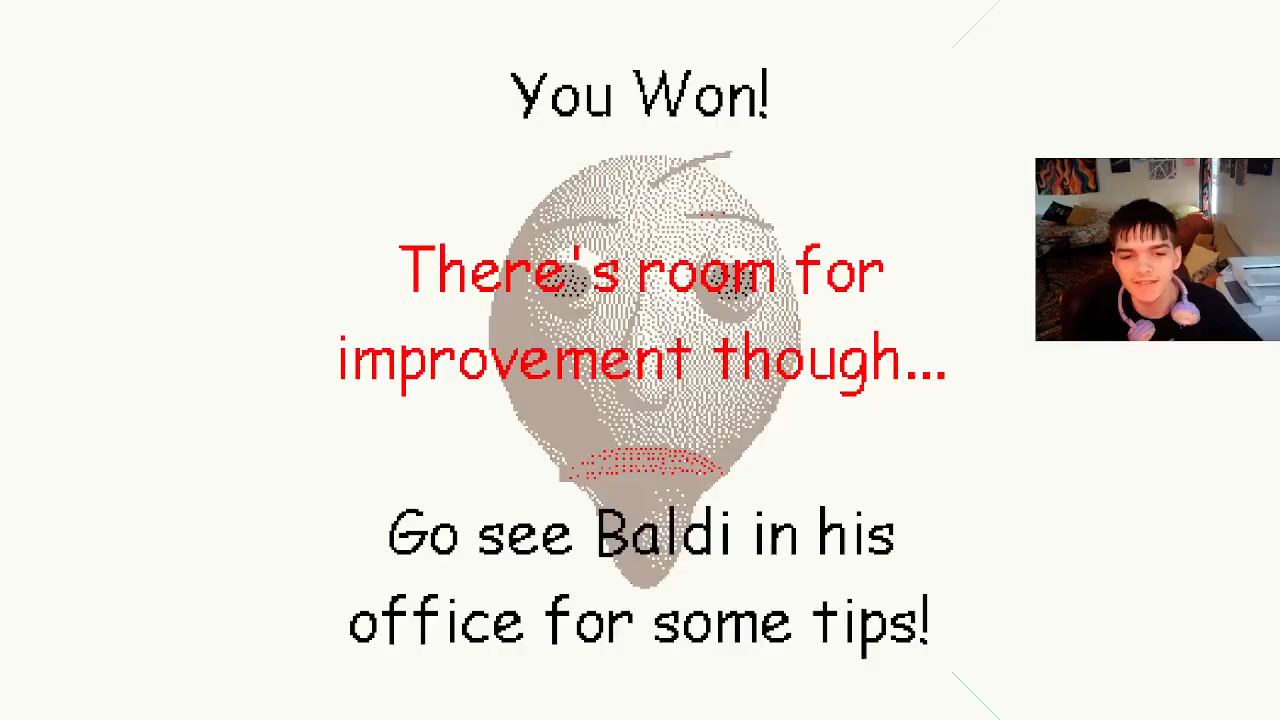 You Won!
There's room for
improvement though...
Go see Baldi in his
office for some tips!